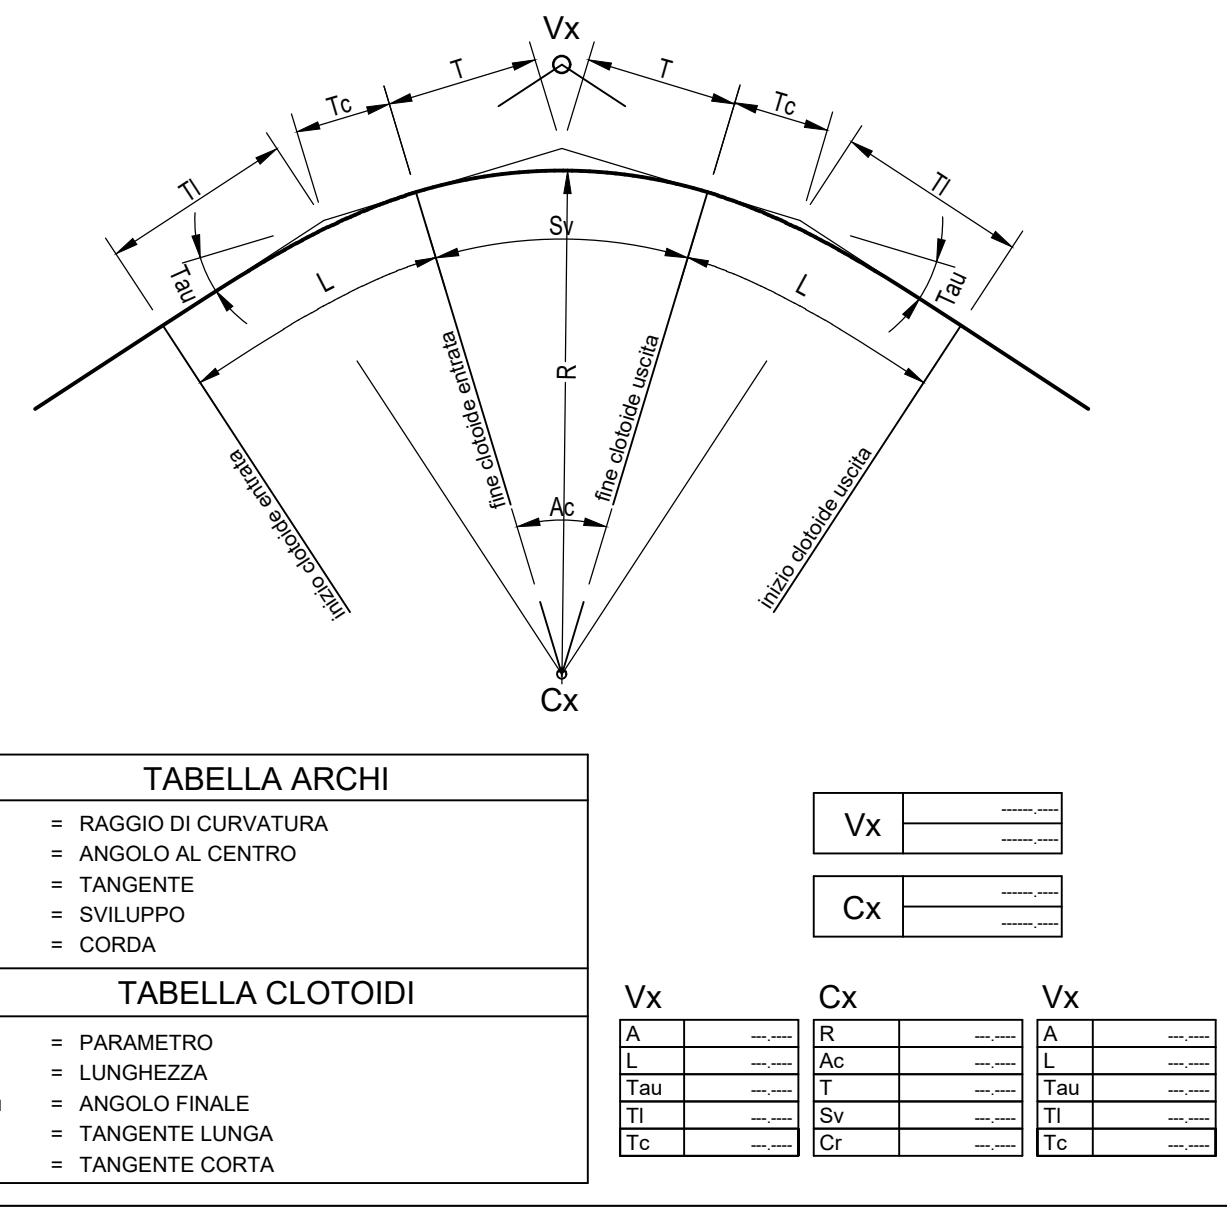 Vx
T
T
Tc
Tc
Tl
Tl
Sv
Tau
Tau
L
L
R
fine clotoide entrata
fine clotoide uscita
inizio clotoide entrata
inizio clotoide uscita
Ac
Cx
TABELLA ARCHI
= RAGGIO DI CURVATURA
= ANGOLO AL CENTRO
= TANGENTE
= SVILUPPO
= CORDA
TABELLA CLOTOIDI
= PARAMETRO
= LUNGHEZZA
= ANGOLO FINALE
= TANGENTE LUNGA
= TANGENTE CORTA
Vx ------.----
------.----
Cx ------.----
------.----
Vx
A ---.----
L ---.----
Tau ---.----
Tl ---.----
Tc ---.----
Cx
R ---.----
Ac ---.----
T ---.----
Sv ---.----
Cr ---.----
Vx
A ---.----
L ---.----
Tau ---.----
Tl ---.----
Tc ---.----